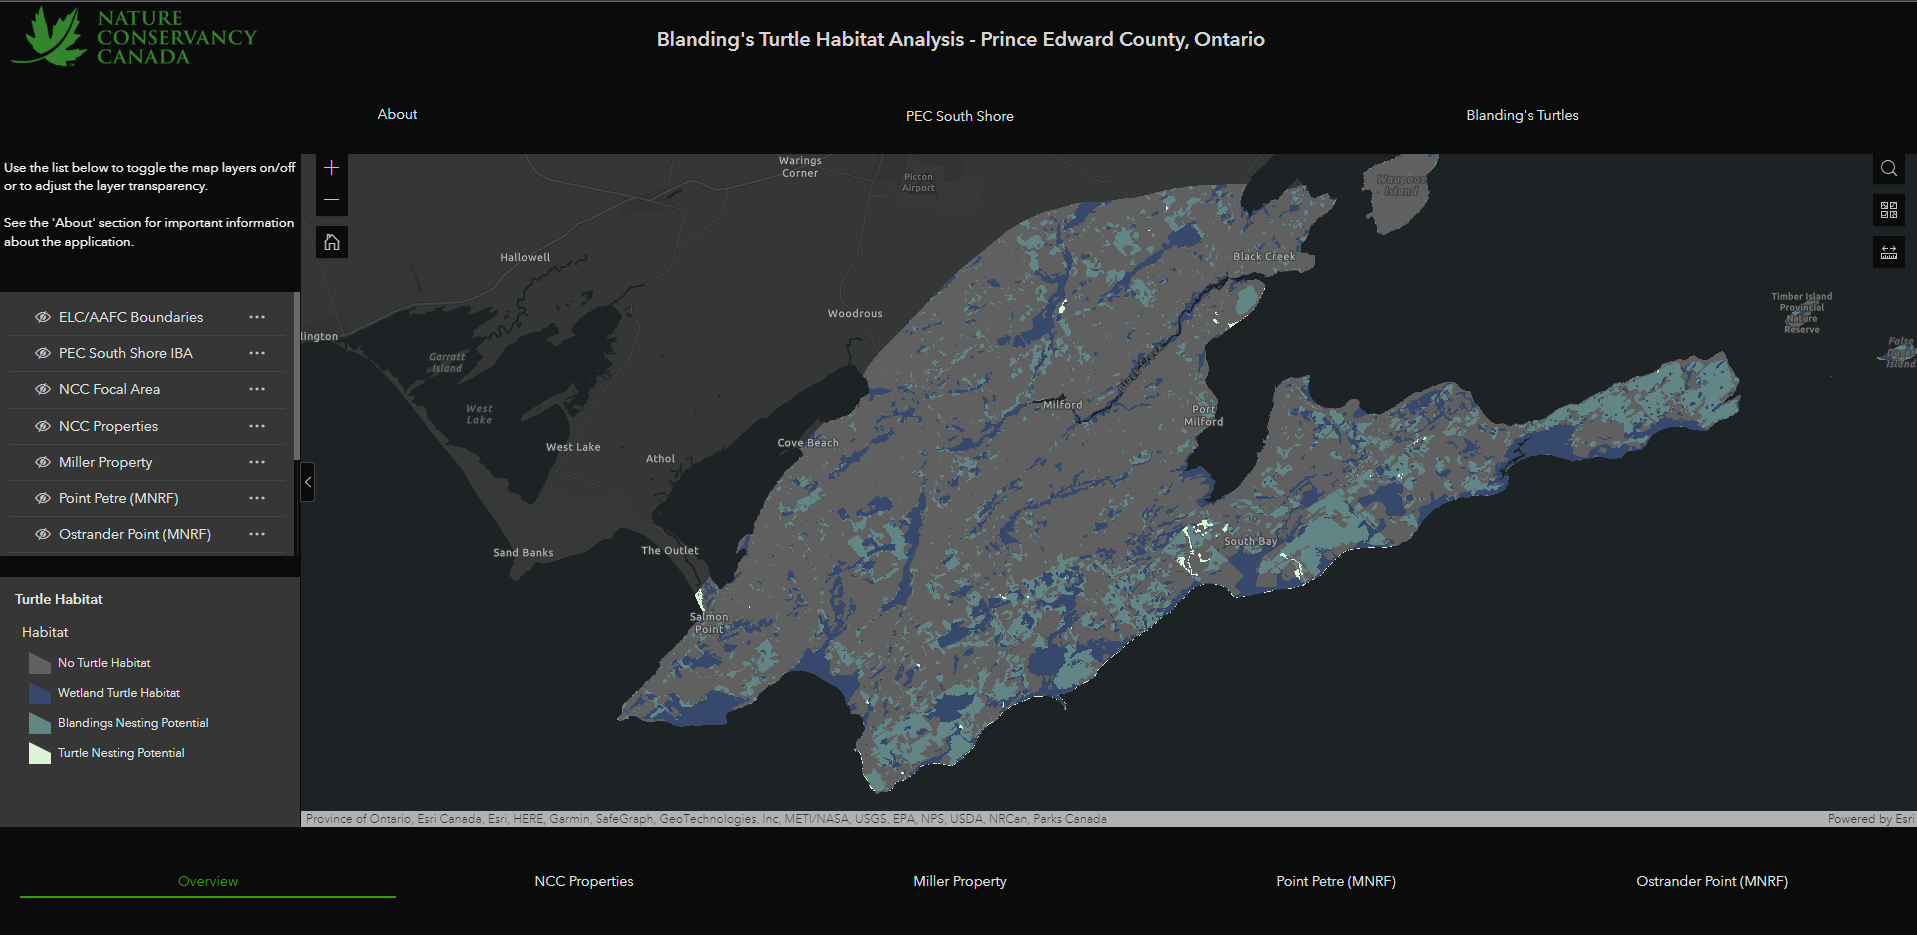 NATURE
CONSERVANCY
CANADA
Blanding's Turtle Habitat Analysis - Prince Edward County, Ontario
About
PEC South Shore
Blanding's Turtles
Use the list below to toggle the map layers on/off
or to adjust the layer transparency.
See the 'About' section for important information
about the application.
ELC/AAFC Boundaries
PEC South Shore IBA
NCC Focal Area
NCC Properties
Miller Property
Point Petre (MNRF)
Ostrander Point (MNRF)
Turtle Habitat
Habitat
No Turtle Habitat
Wetland Turtle Habitat
Blandings Nesting Potential
Turtle Nesting Potential
Warings
Corner
Picton
Airport
Waupoos
Island
Hallowell
Black Creek
Timber Island
Provincial
Nature
Reserve
Woodrous
lington
False
Duck
Island
Garratt
Island
Black Creek
West
Lake
Milford
Port
Milford
Cove Beach
West Lake
Athol
South Bay
Sand Banks
The Outlet
Salmon
Point
Province of Ontario, Esri Canada, Esri, HERE, Garmin, SafeGraph, GeoTechnologies, Inc, METI/NASA, USGS, EPA, NPS, USDA, NRCan, Parks Canada
Powered by Esri
Overview
NCC Properties
Miller Property
Point Petre (MNRF)
Ostrander Point (MNRF)